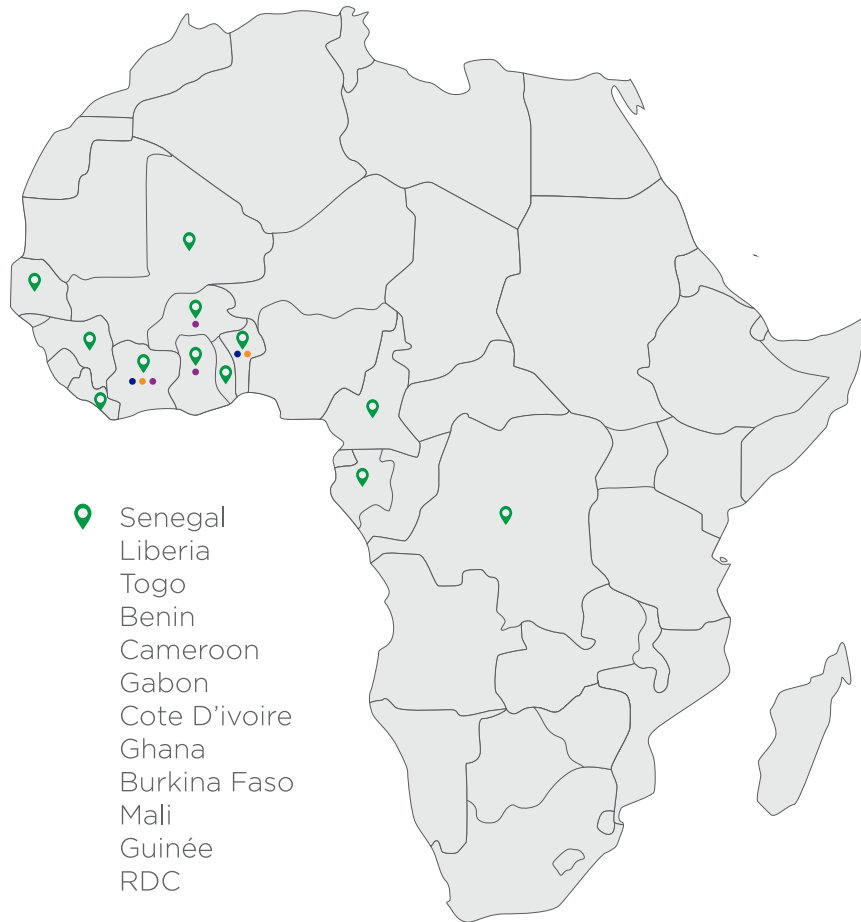 Senegal
Liberia
Togo
Benin
Cameroon
Gabon
Cote D'ivoire
Ghana
Burkina Faso
Mali
Guinée
RDC